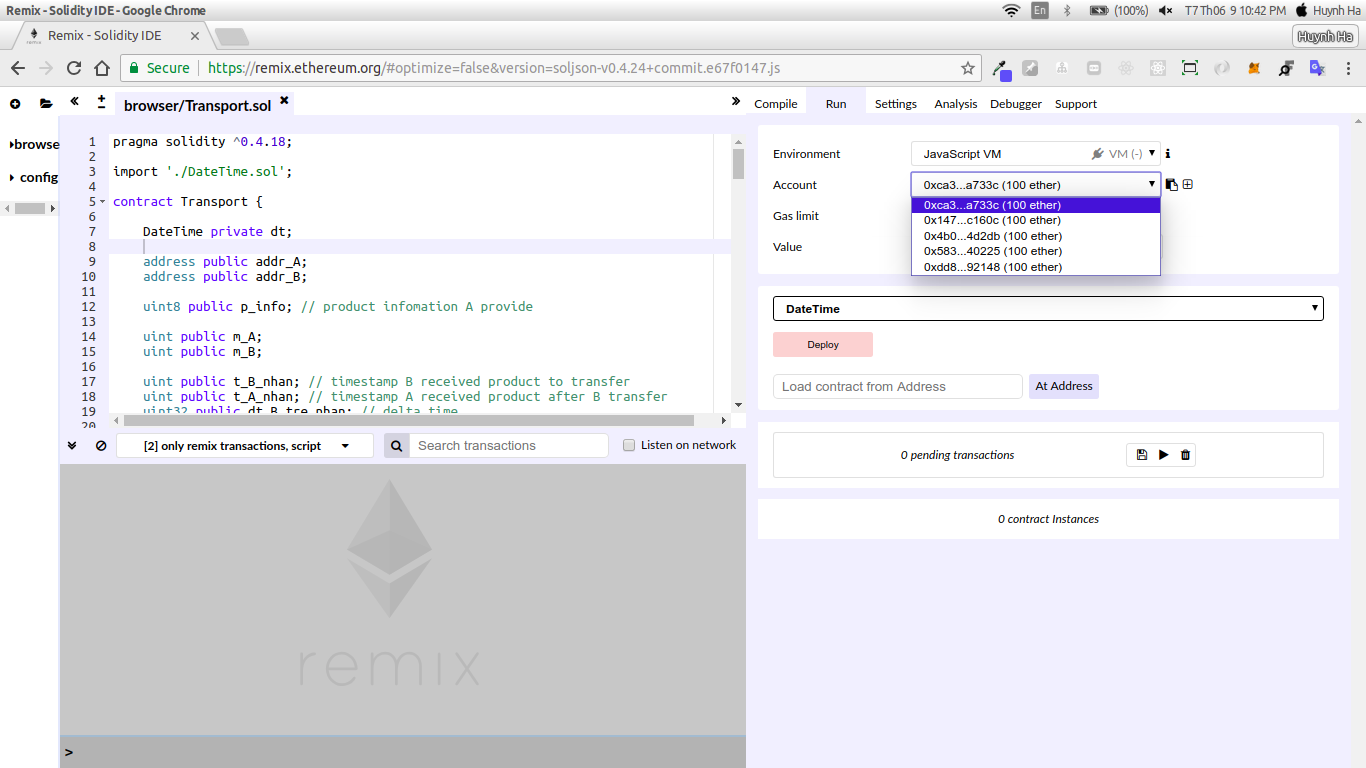 Remix - Solidity IDE - Google Chrome
En
(100%)
T7 Th06 9 10:42 PM
Huynh Ha
remix
Remix - Solidity IDE
Huynh Ha
Secure
https://remix.ethereum.org/#optimize=false&version=soljson-v0.4.24+commit.e67f0147.js
browse
config
browser/Transport.sol
1 pragma solidity ^0.4.18;
2
3 import './DateTime.sol';
4
5 contract Transport {
6
7 DateTime private dt;
8
9 address public addr_A;
10 address public addr_B;
11
12 uint8 public p_info; // product infomation A provide
13
14 uint public m_A;
15 uint public m_B;
16
17 uint public t_B_nhan; // timestamp B received product to transfer
18 uint public t_A_nhan; // timestamp A received product after B transfer
19 uint32 public dt_B_tre_nhan; // delta time
20
[2] only remix transactions, script
Search transactions
Listen on network
remix
>
Compile
Run
Settings
Analysis
Debugger
Support
Environment
JavaScript VM
VM (-)
i
Account
0xca3...a733c (100 ether)
0xca3...a733c (100 ether)
0x147...c160c (100 ether)
0x4b0...4d2db (100 ether)
0x583...40225 (100 ether)
0xdd8...92148 (100 ether)
Gas limit
Value
DateTime
Deploy
Load contract from Address
At Address
0 pending transactions
0 contract Instances